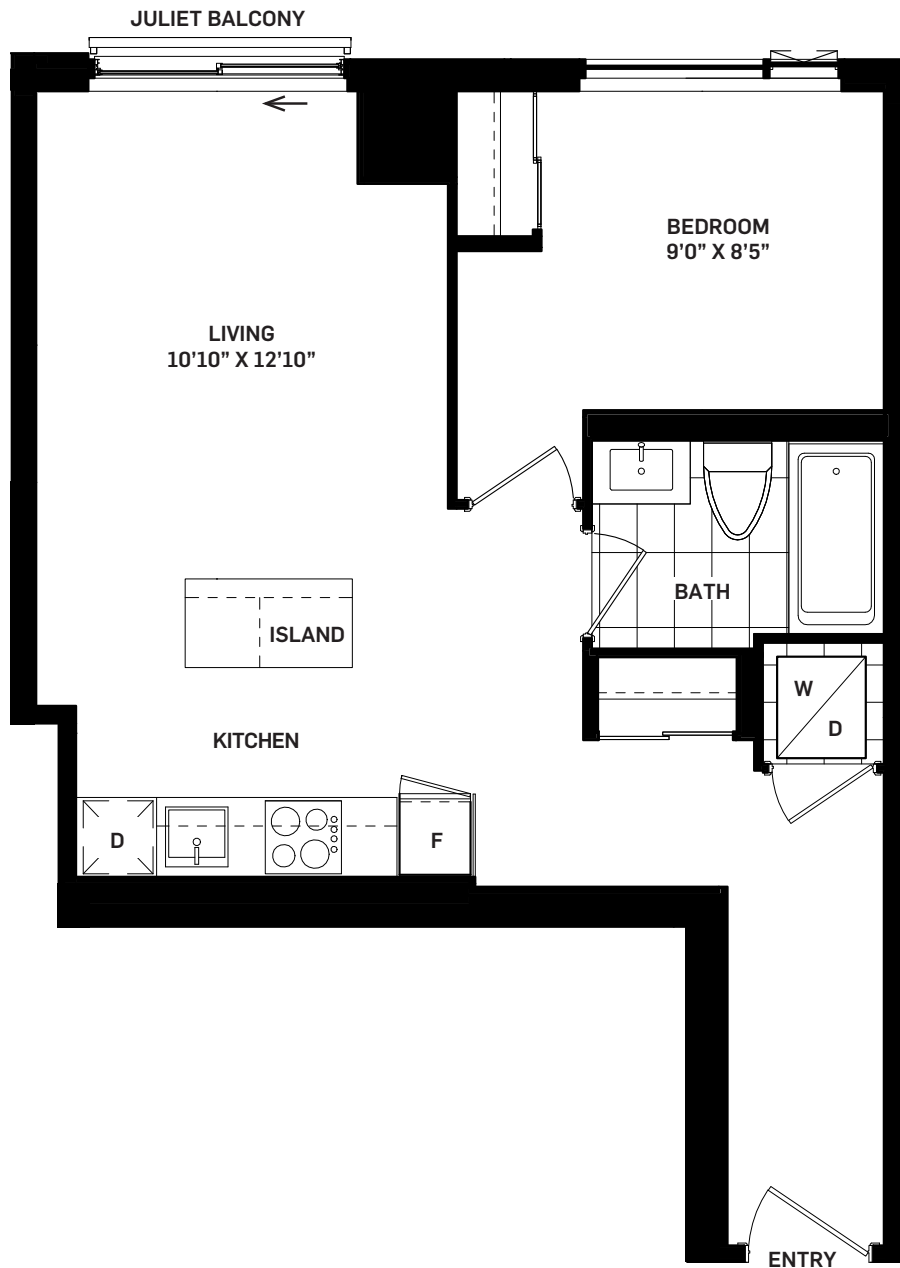 JULIET BALCONY
BEDROOM
9’0” X 8’5”
LIVING
10’10” X 12’10”
BATH
ISLAND
W
D
KITCHEN
D
F
ENTRY